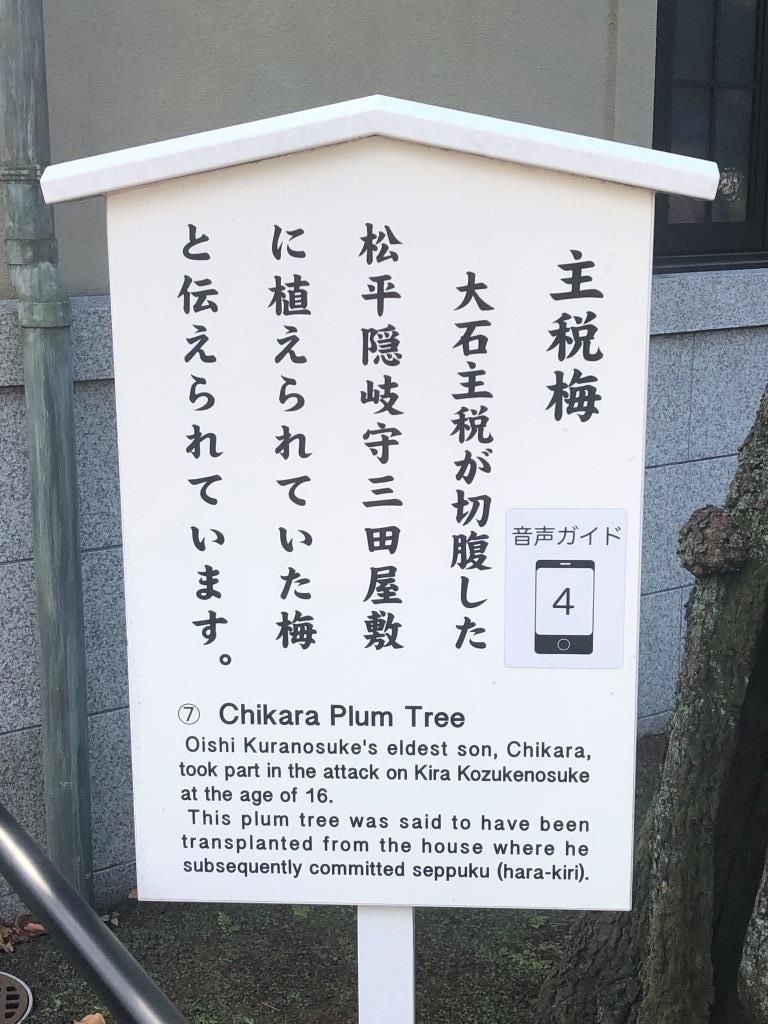 主税梅
大石主税が切腹した
松平隠岐守三田屋敷
に植えられていた梅
と伝えられています。
音声ガイド
4
⑦ Chikara Plum Tree
Oishi Kuranosuke's eldest son, Chikara,
took part in the attack on Kira Kozukenosuke
at the age of 16.
This plum tree was said to have been
transplanted from the house where he
subsequently committed seppuku (hara-kiri).